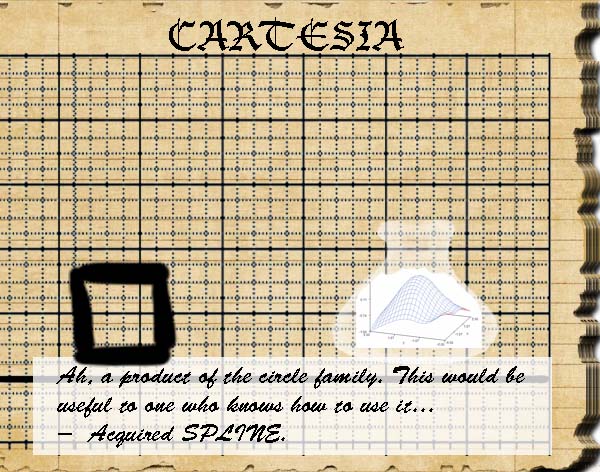 CARTESIA
Ah, a product of the circle family. This would be
useful to one who knows how to use it...
– Acquired SPLINE.